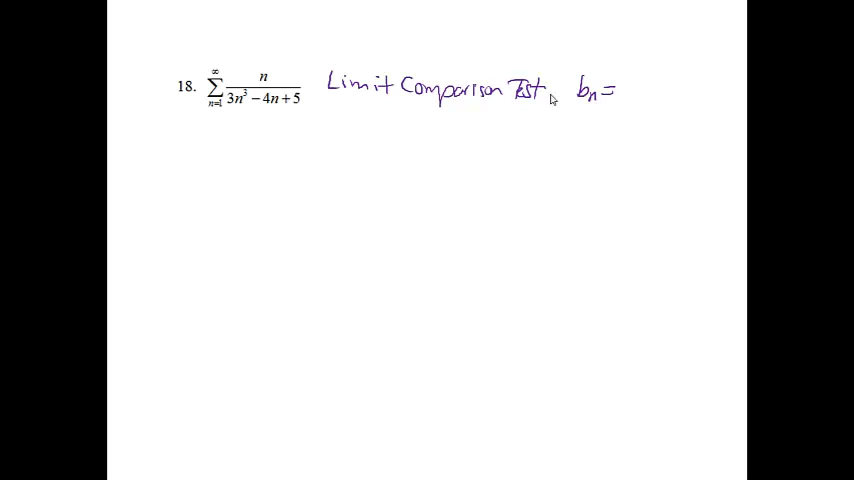 18. ∞ ∑ n=1 n / 3n³ − 4n + 5 Limit Comparison Test, bn =